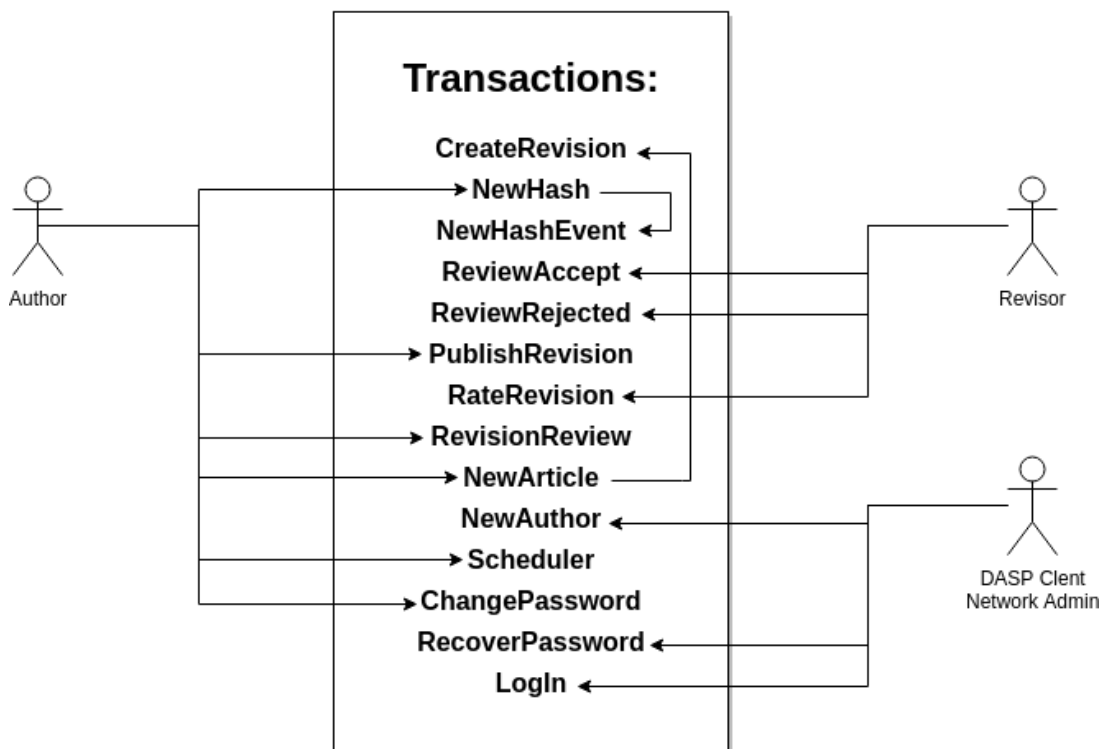 Transactions:
CreateRevision
NewHash
NewHashEvent
ReviewAccept
ReviewRejected
PublishRevision
RateRevision
RevisionReview
NewArticle
NewAuthor
Scheduler
ChangePassword
RecoverPassword
LogIn
Author
Revisor
DASP Clent
Network Admin